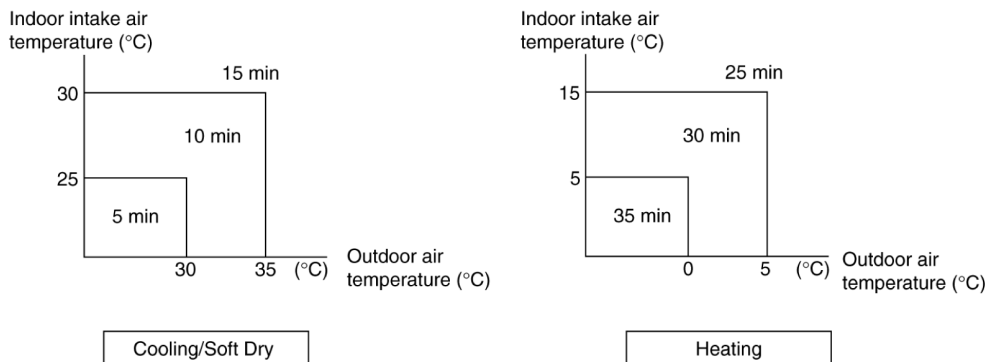 Indoor intake air
temperature (°C)
15 min
30
10 min
25
5 min
30
35
(°C)
Outdoor air
temperature (°C)
Cooling/Soft Dry
Indoor intake air
temperature (°C)
25 min
15
30 min
5
35 min
0
5
(°C)
Outdoor air
temperature (°C)
Heating